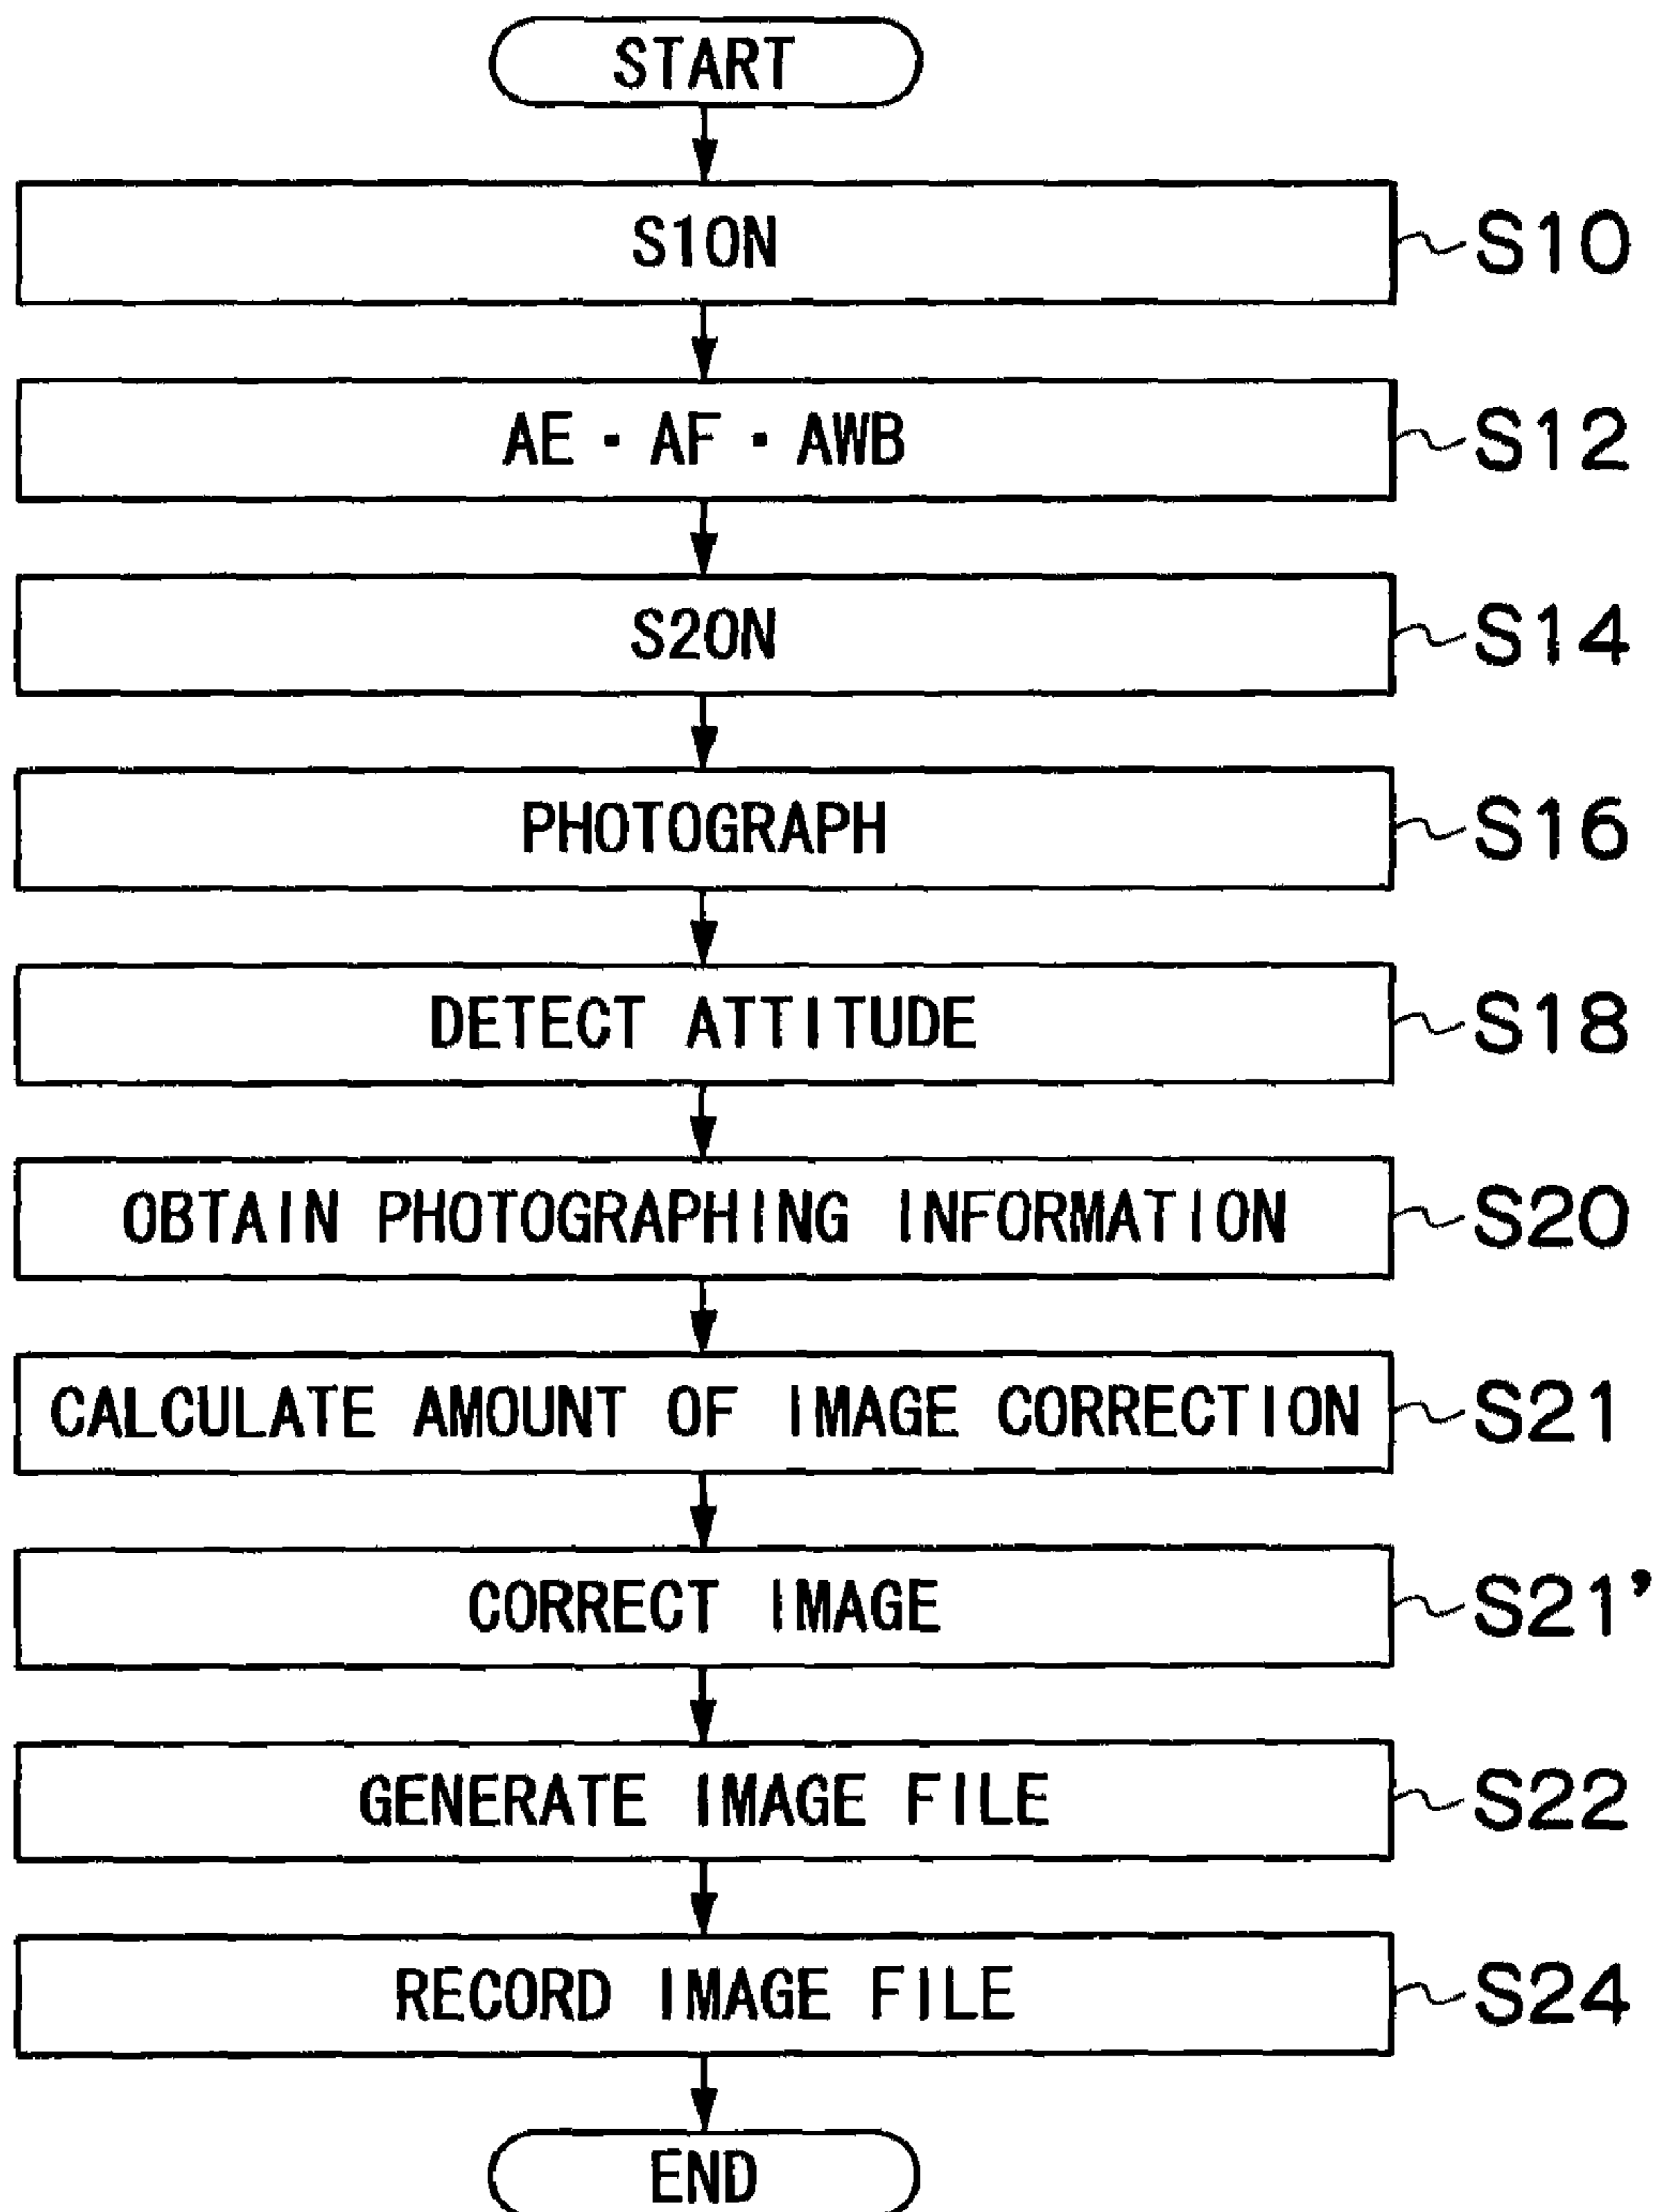 START
S1ON S10
AE · AF · AWB S12
S2ON S14
PHOTOGRAPH S16
DETECT ATTITUDE S18
OBTAIN PHOTOGRAPHING INFORMATION S20
CALCULATE AMOUNT OF IMAGE CORRECTION S21
CORRECT IMAGE S21'
GENERATE IMAGE FILE S22
RECORD IMAGE FILE S24
END